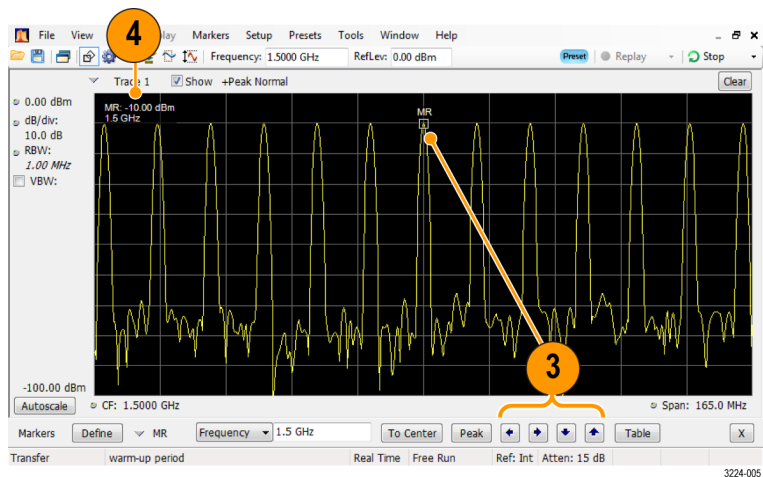 File View play Markers Setup Presets Tools Window Help
4
Frequency: 1.5000 GHz RefLev: 0.00 dBm Preset Replay Stop
Trace 1 Show +Peak Normal Clear
0.00 dBm
dB/div:
10.0 dB
RBW:
1.00 MHz
VBW:
MR: -10.00 dBm
1.5 GHz
MR
3
-100.00 dBm
Autoscale CF: 1.5000 GHz Span: 165.0 MHz
Markers Define MR Frequency 1.5 GHz To Center Peak Table X
Transfer warm-up period Real Time Free Run Ref: Int Atten: 15 dB
3224-005